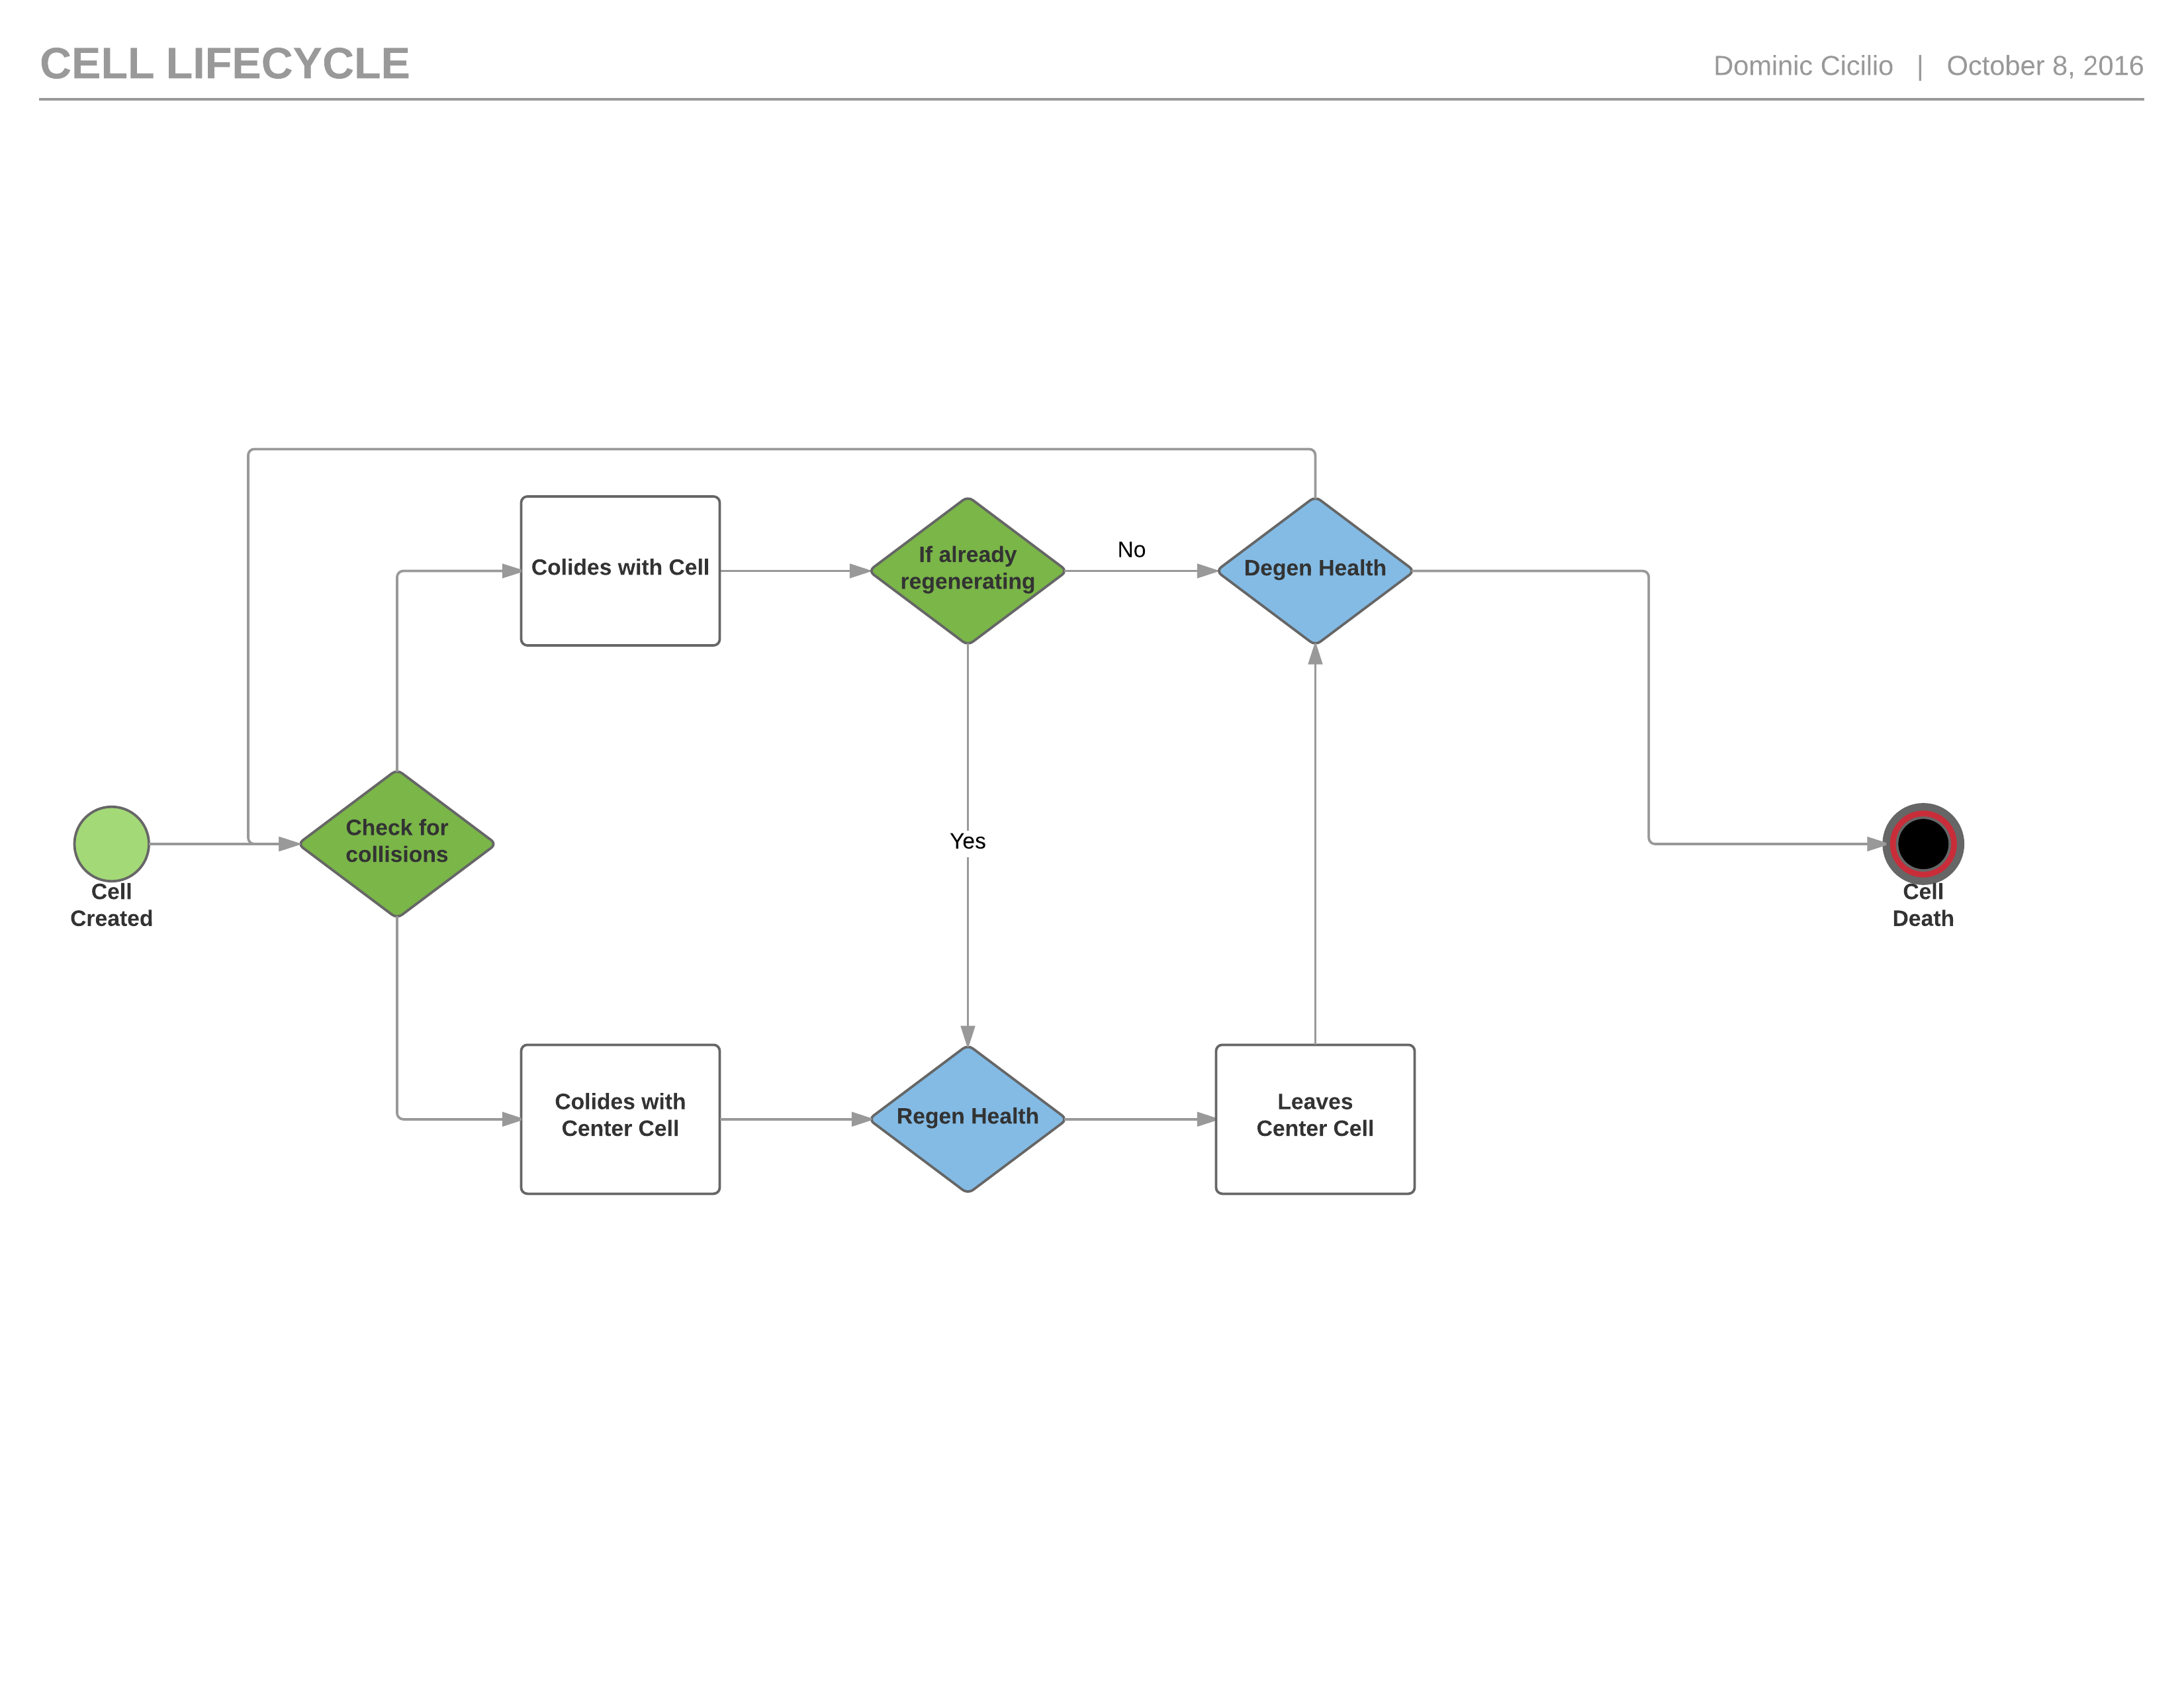 CELL LIFECYCLE
Dominic Cicilio | October 8, 2016
Colides with Cell
If already
regenerating
No
Degen Health
Check for
collisions
Yes
Cell
Created
Cell
Death
Colides with
Center Cell
Regen Health
Leaves
Center Cell